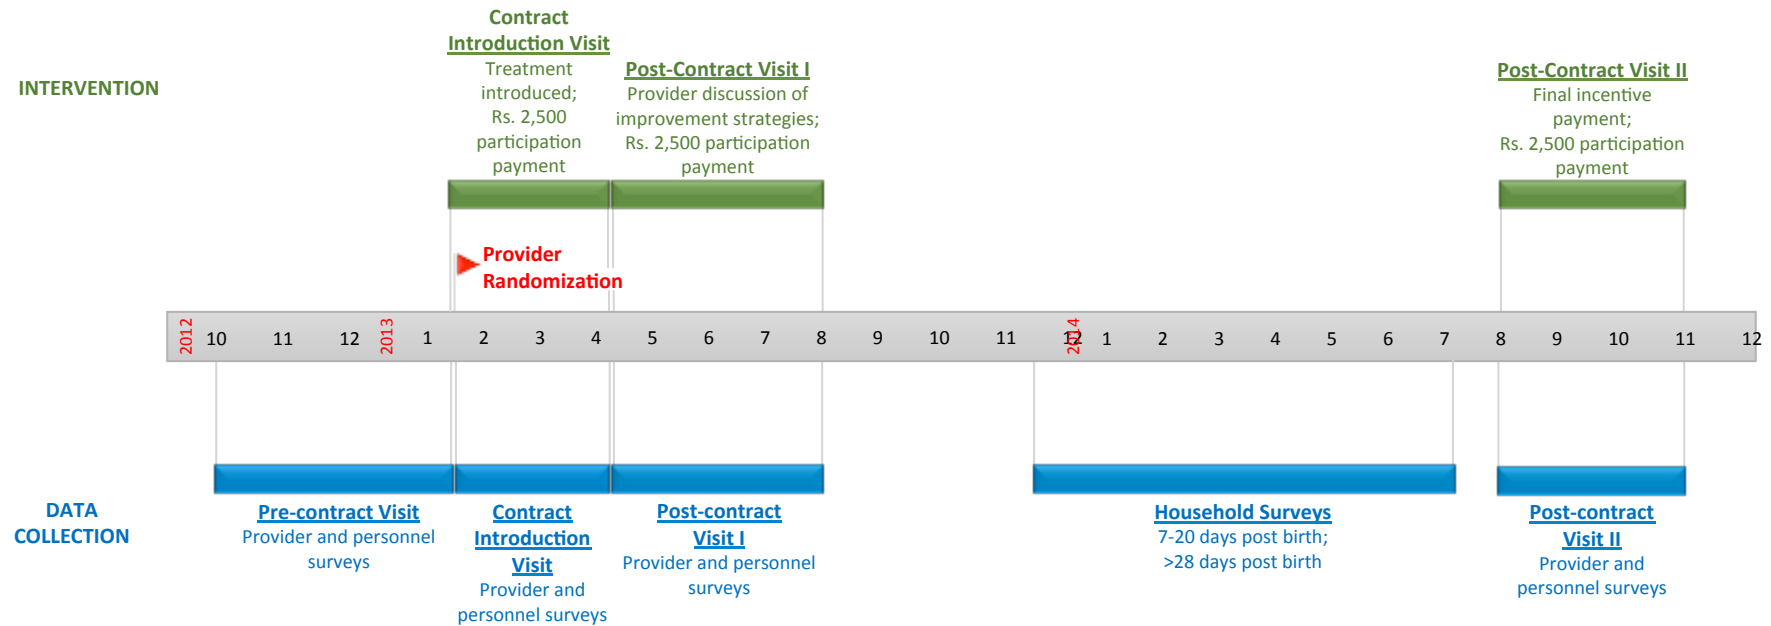 INTERVENTION
Contract
Introduction Visit
Treatment
introduced;
Rs. 2,500
participation
payment
Post-Contract Visit I
Provider discussion of
improvement strategies;
Rs. 2,500 participation
payment
Post-Contract Visit II
Final incentive
payment;
Rs. 2,500 participation
payment
Provider
Randomization
2012 10 11 12 2013 1 2 3 4 5 6 7 8 9 10 11 12 2014 1 2 3 4 5 6 7 8 9 10 11 12
DATA
COLLECTION
Pre-contract Visit
Provider and personnel
surveys
Contract
Introduction
Visit
Provider and
personnel surveys
Post-contract
Visit I
Provider and personnel
surveys
Household Surveys
7-20 days post birth;
>28 days post birth
Post-contract
Visit II
Provider and
personnel surveys